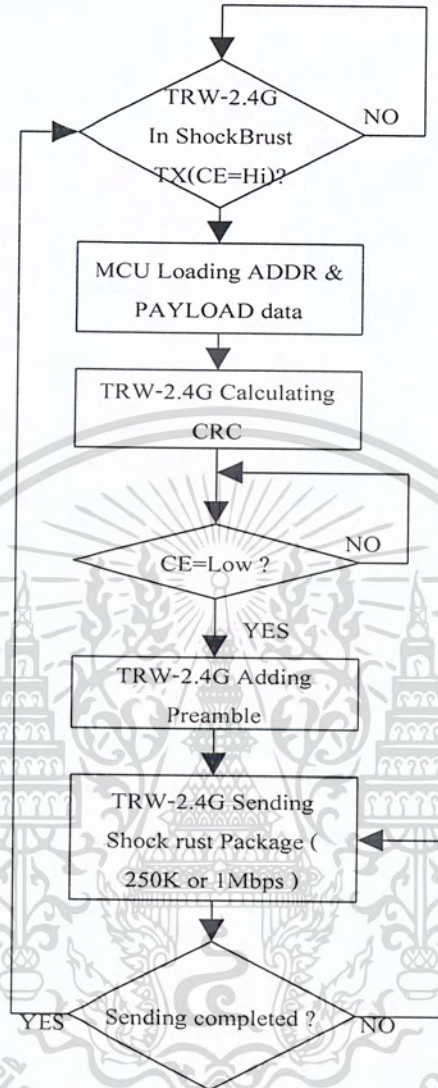 TRW-2.4G
NO
In ShockBrust
TX(CE=Hi)?
MCU Loading ADDR &
PAYLOAD data
TRW-2.4G Calculating
CRC
NO
CE=Low ?
YES
TRW-2.4G Adding
Preamble
TRW-2.4G Sending
Shock rust Package (
250K or 1Mbps )
YES
Sending completed ?
NO